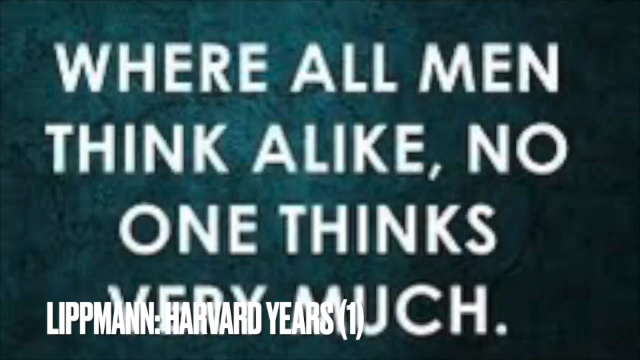 WHERE ALL MEN
THINK ALIKE, NO
ONE THINKS
VERY MUCH.
LIPPMANN: HARVARD YEARS (1)